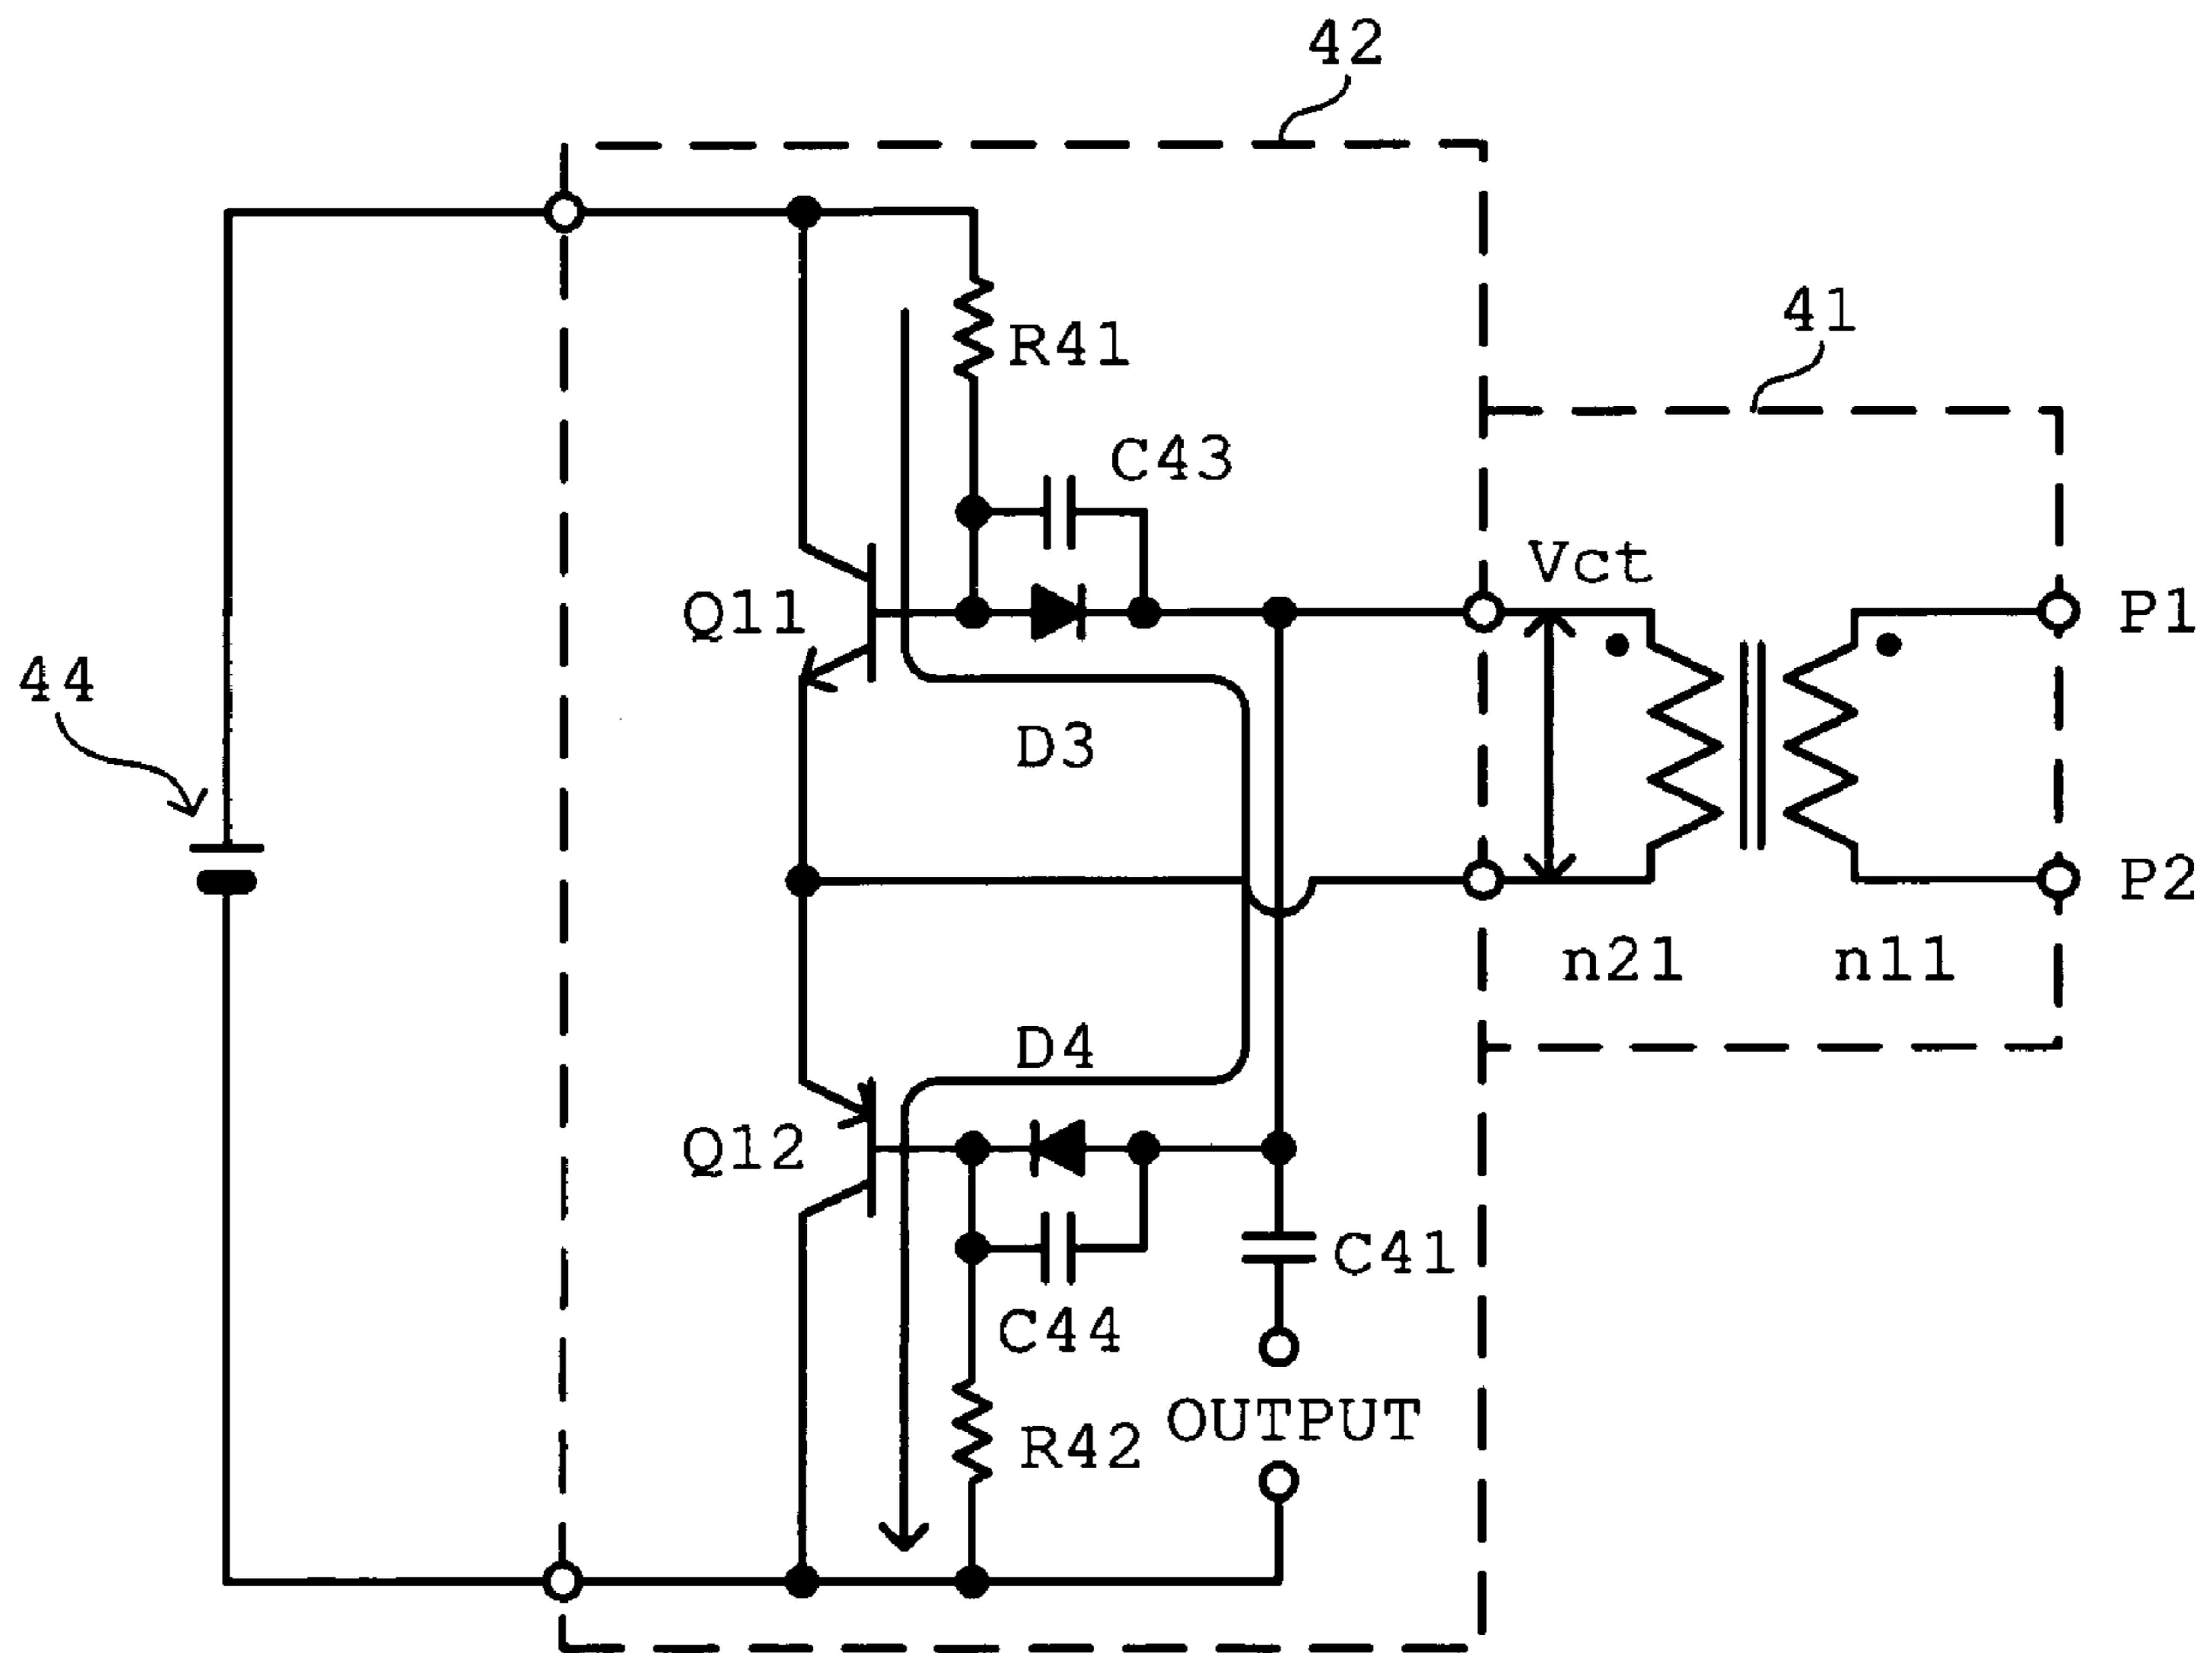 42
41
R41
C43
Vct
Q11
P1
44
D3
P2
n21
n11
D4
Q12
C41
C44
OUTPUT
R42